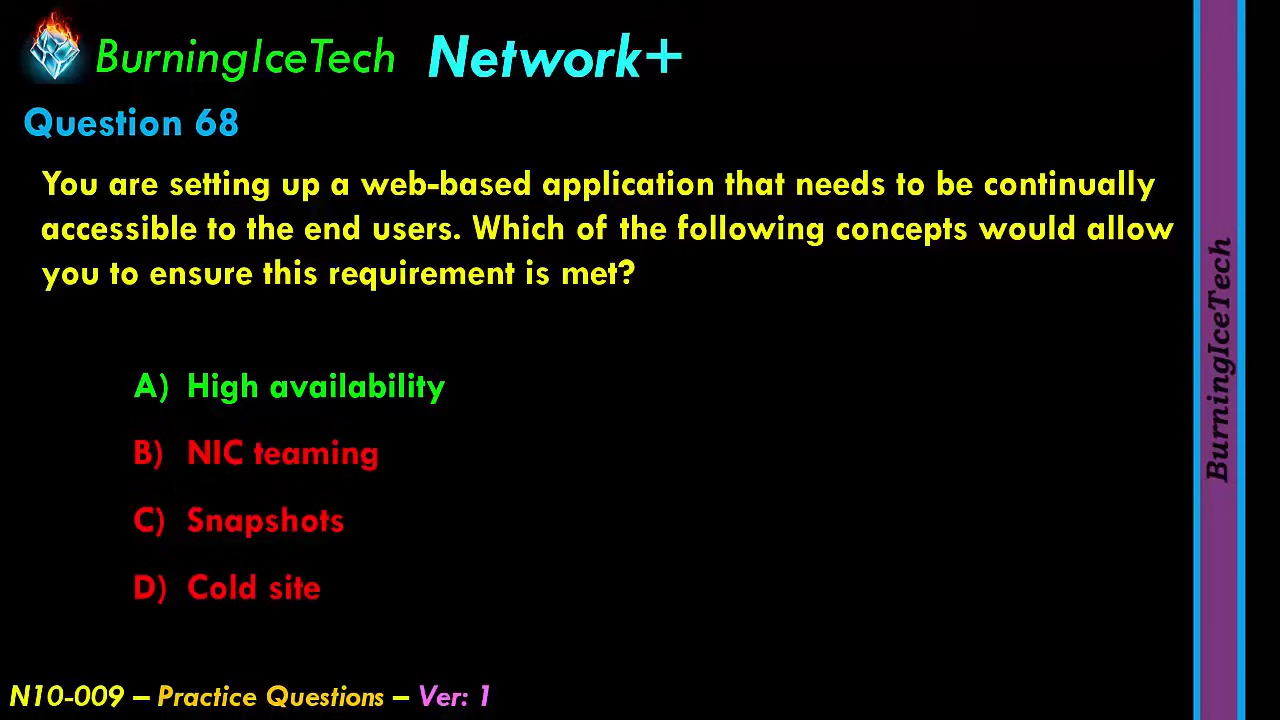 BurningIceTech Network+
Question 68
You are setting up a web-based application that needs to be continually
accessible to the end users. Which of the following concepts would allow
you to ensure this requirement is met?
A) High availability
B) NIC teaming
C) Snapshots
D) Cold site
N10-009 – Practice Questions – Ver: 1
BurningIceTech